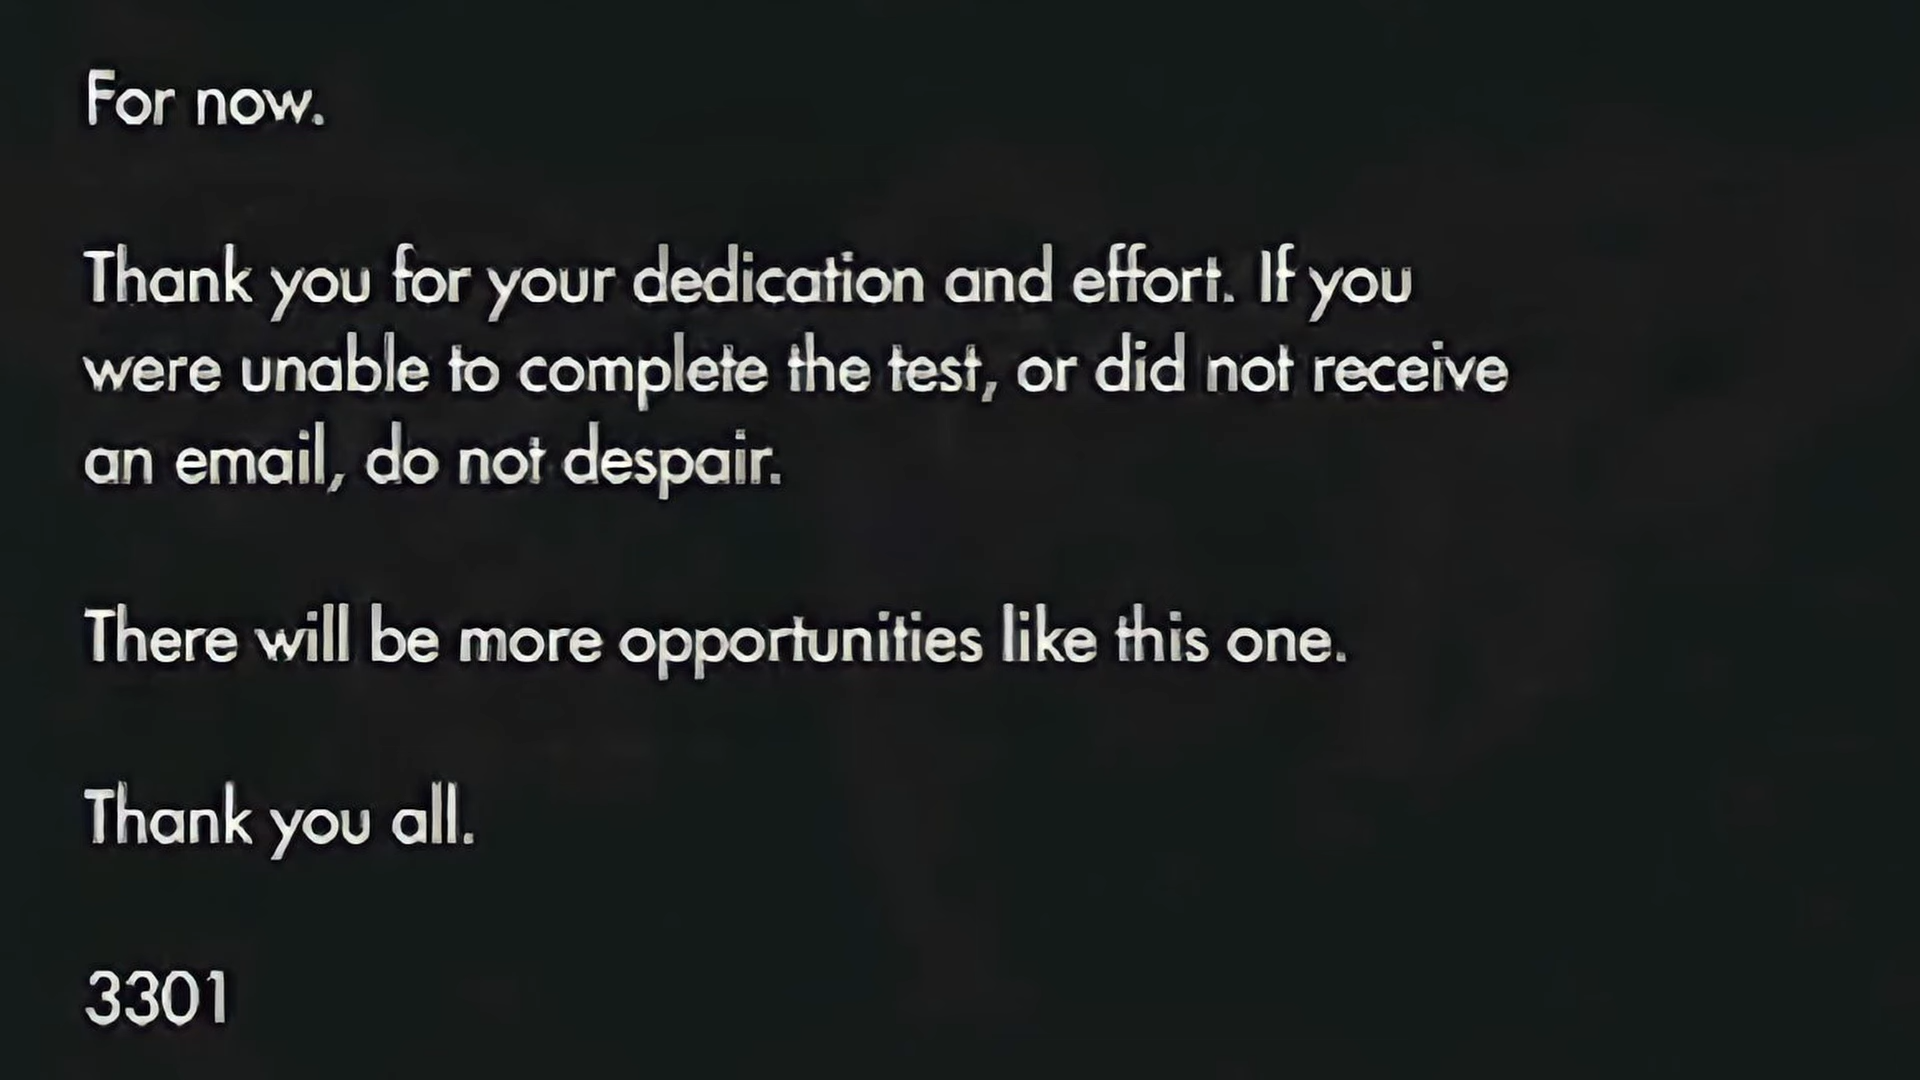 For now.
Thank you for your dedication and effort. If you
were unable to complete the test, or did not receive
an email, do not despair.
There will be more opportunities like this one.
Thank you all.
3301